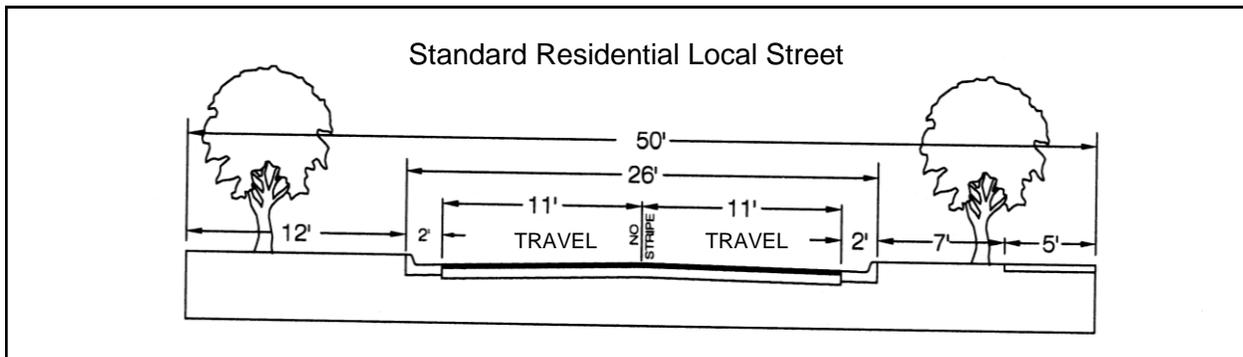 Standard Residential Local Street
50'
26'
11' 11'
12' 2' TRAVEL NO STRIPE TRAVEL 2' 7' 5'